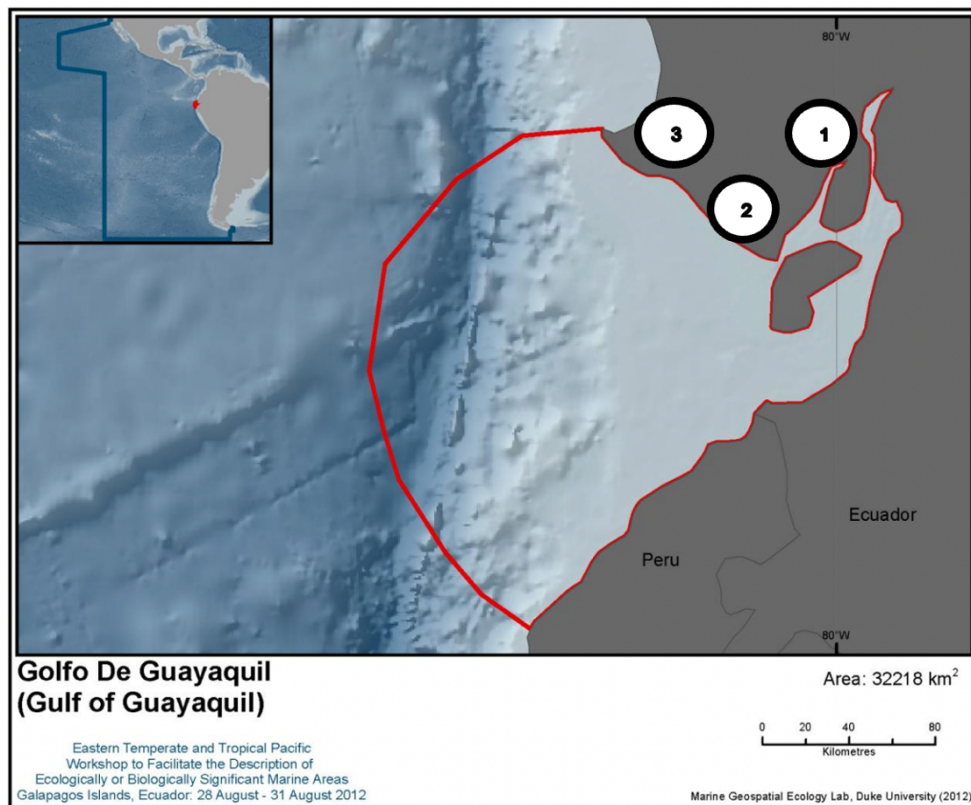 80°W
3
1
2
Ecuador
Peru
80°W
Golfo De Guayaquil
(Gulf of Guayaquil)
Area: 32218 km²
0 20 40 80
Kilometres
Eastern Temperate and Tropical Pacific
Workshop to Facilitate the Description of
Ecologically or Biologically Significant Marine Areas
Galapagos Islands, Ecuador: 28 August - 31 August 2012
Marine Geospatial Ecology Lab, Duke University (2012)